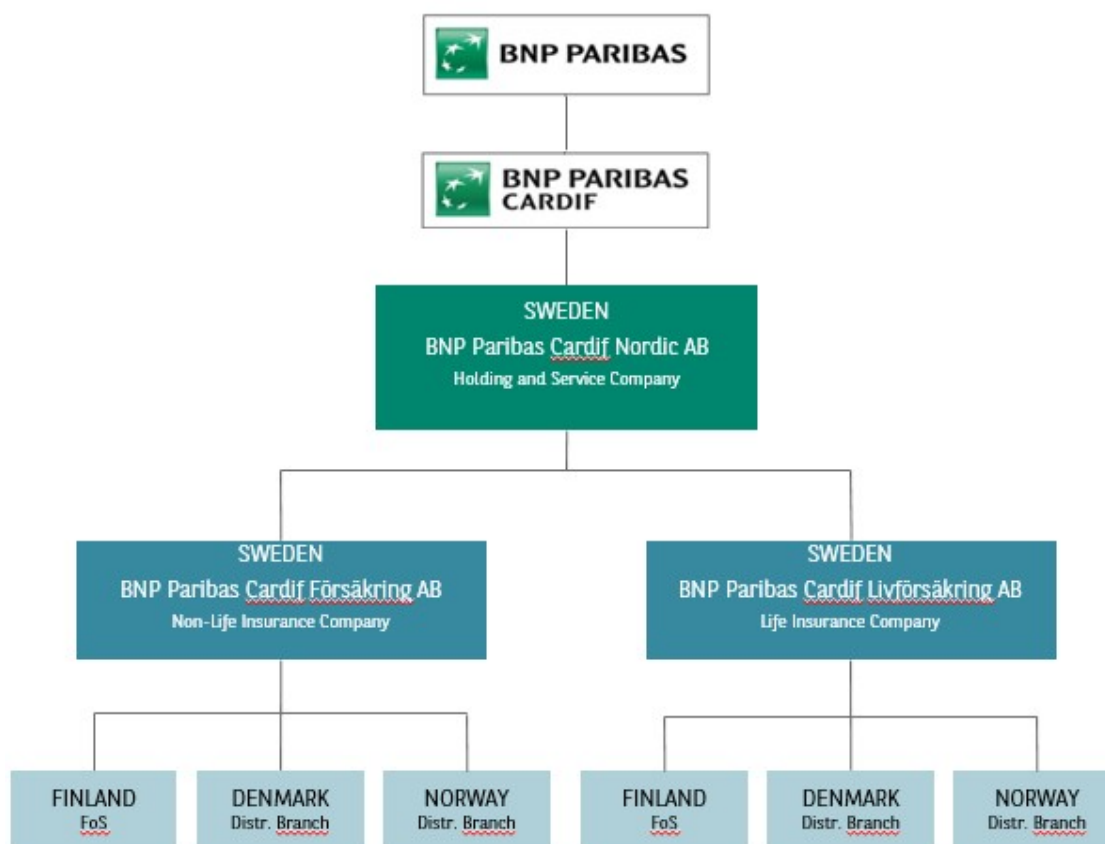 BNP PARIBAS
BNP PARIBAS
CARDIF
SWEDEN
BNP Paribas Cardif Nordic AB
Holding and Service Company
SWEDEN
BNP Paribas Cardif Försäkring AB
Non-Life Insurance Company
SWEDEN
BNP Paribas Cardif Livförsäkring AB
Life Insurance Company
FINLAND
FoS
DENMARK
Distr. Branch
NORWAY
Distr. Branch
FINLAND
FoS
DENMARK
Distr. Branch
NORWAY
Distr. Branch